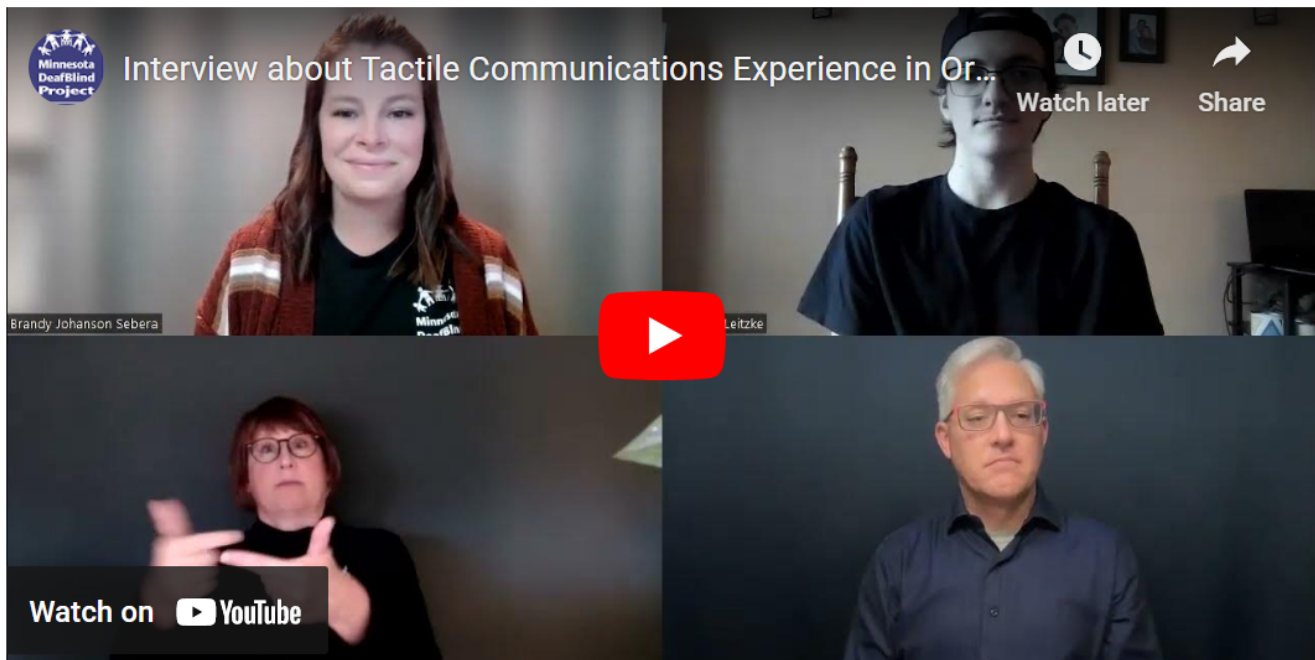 Minnesota
DeafBlind
Project
Interview about Tactile Communications Experience in Or...
Watch later
Share
Brandy Johanson Sebera
Leitzke
Watch on YouTube